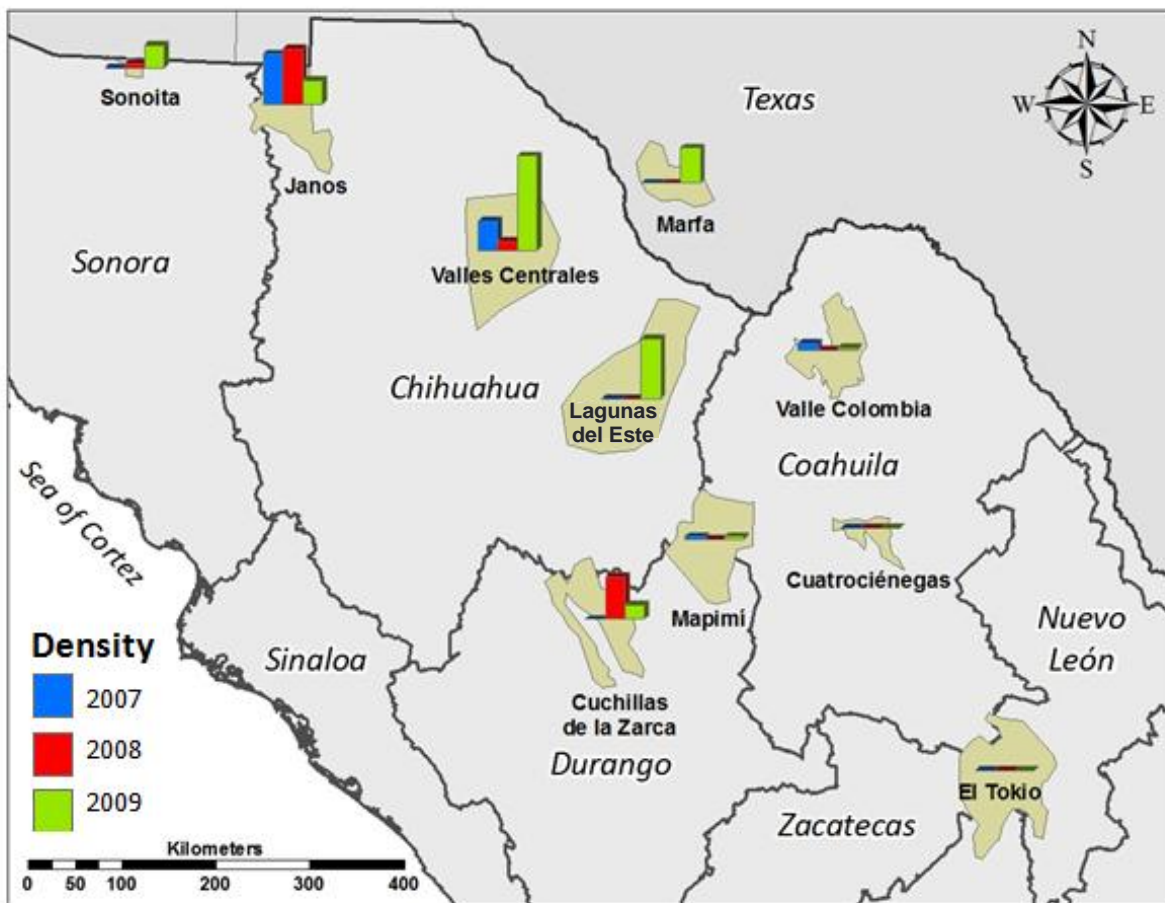 Sonoita
Janos
Texas
N
W
E
S
Marfa
Sonora
Valles Centrales
Chihuahua
Lagunas
del Este
Valle Colombia
Coahuila
Sea of Cortez
Cuatrociénegas
Mapimí
Nuevo
León
Sinaloa
Cuchillas
de la Zarca
Durango
El Tokio
Zacatecas
Density
2007
2008
2009
Kilometers
0 50 100 200 300 400